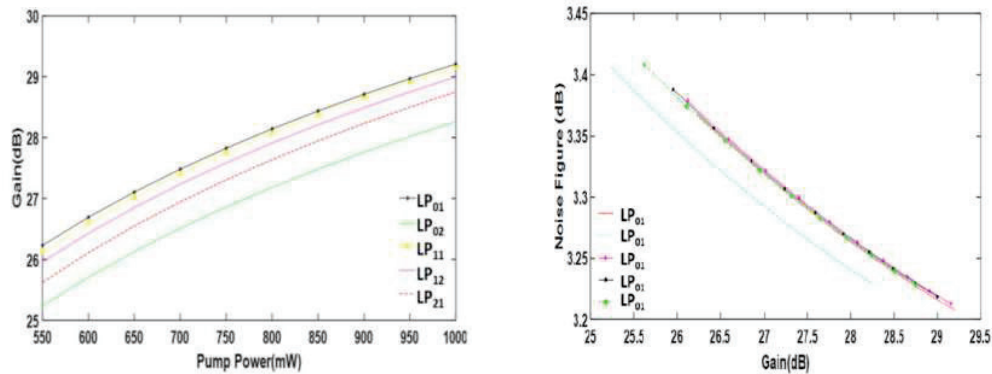 Gain(dB)
30
29
28
27
26
25
LP01
LP02
LP11
LP12
LP21
550 600 650 700 750 800 850 900 950 1000
Pump Power(mW)
Noise Figure (dB)
3.45
3.4
3.35
3.3
3.25
3.2
LP01
LP01
LP01
LP01
LP01
25 25.5 26 26.5 27 27.5 28 28.5 29 29.5
Gain(dB)